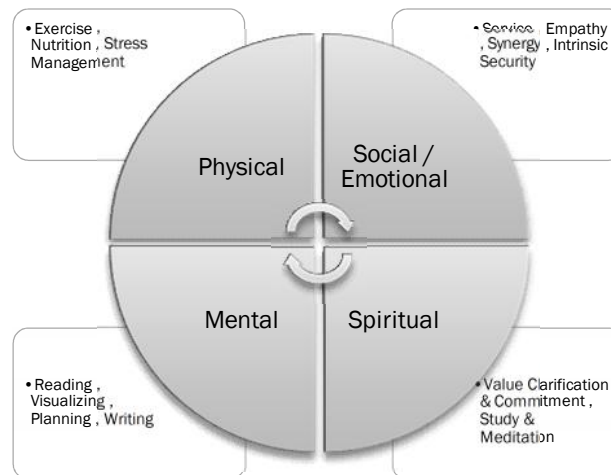 • Exercise ,
Nutrition , Stress
Management
• Service , Empathy
, Synergy , Intrinsic
Security
Physical
Social /
Emotional
Mental
Spiritual
• Reading ,
Visualizing ,
Planning , Writing
• Value Clarification
& Commitment ,
Study &
Meditation